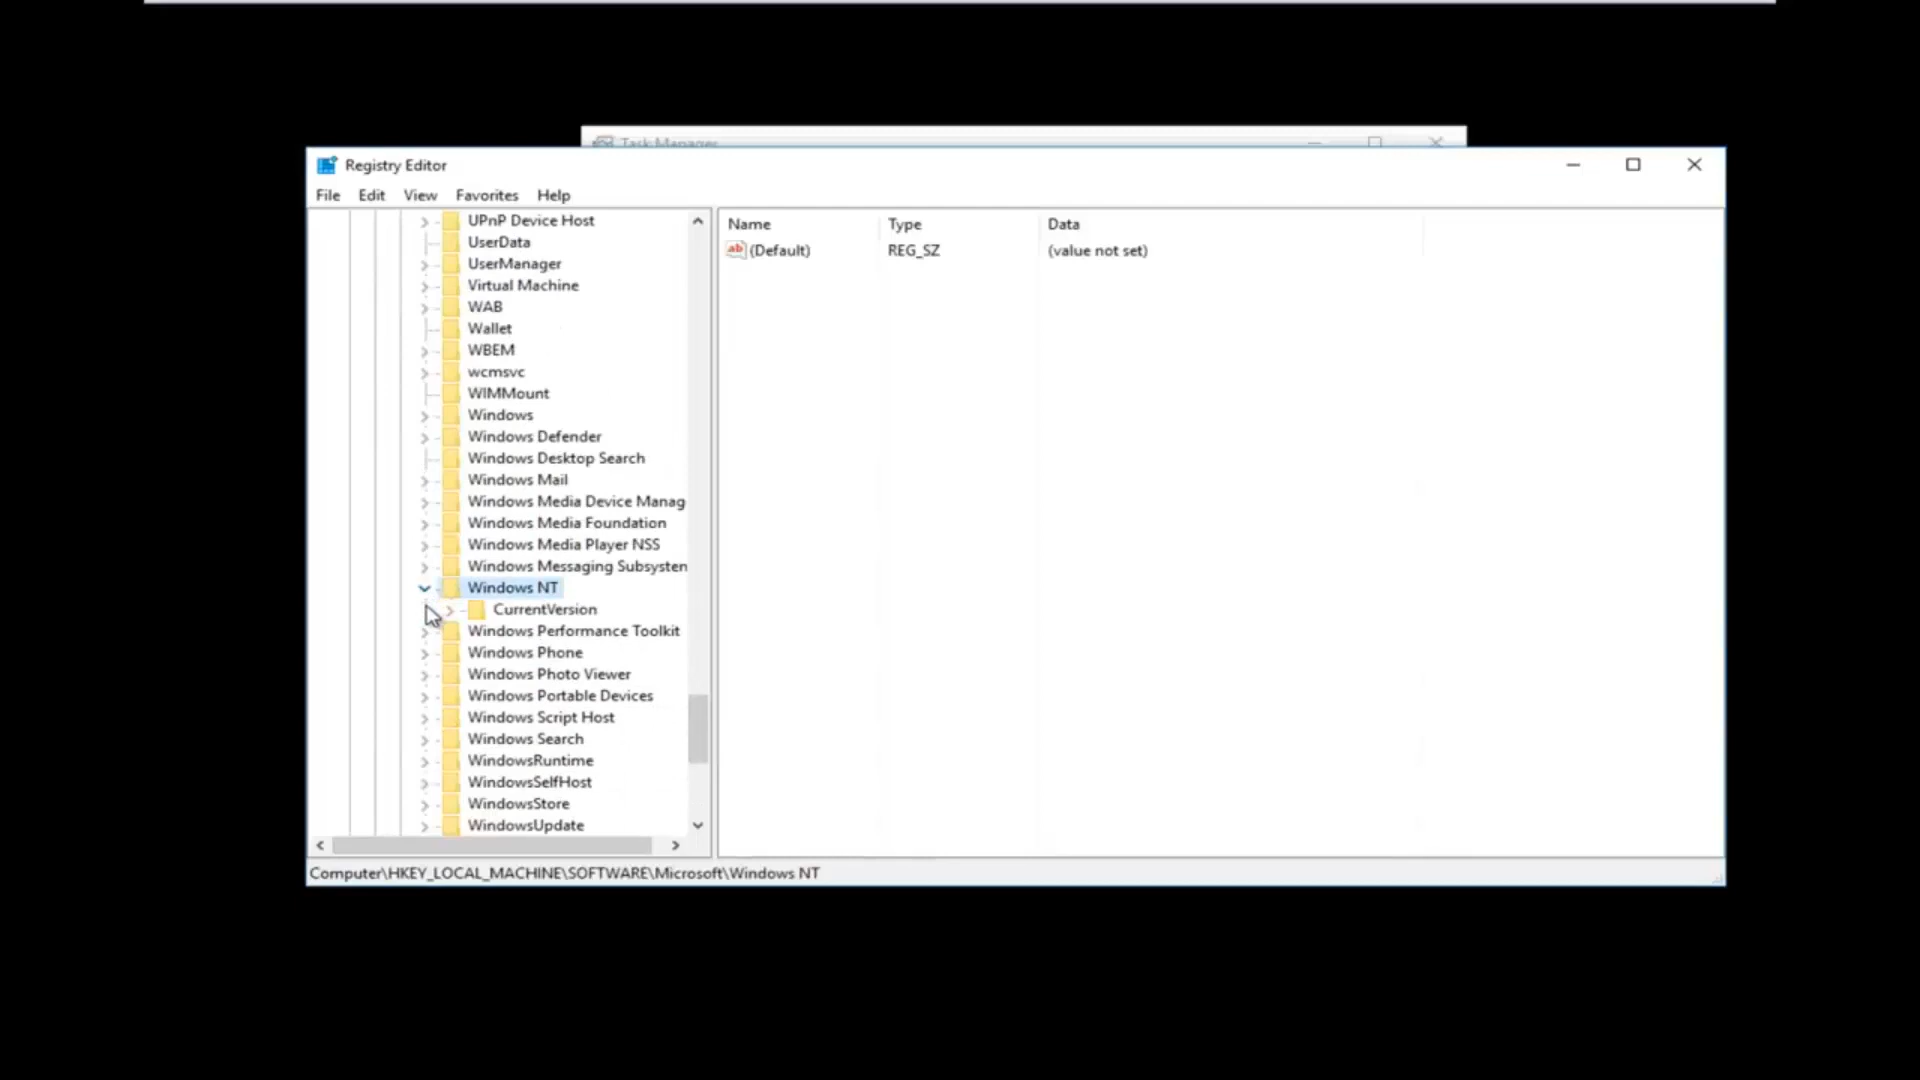 Task Manager
Registry Editor
File Edit View Favorites Help
Name Type Data
(Default) REG_SZ (value not set)
UPnP Device Host
UserData
UserManager
Virtual Machine
WAB
Wallet
WBEM
wcmsvc
WIMMount
Windows
Windows Defender
Windows Desktop Search
Windows Mail
Windows Media Device Manag
Windows Media Foundation
Windows Media Player NSS
Windows Messaging Subsysten
Windows NT
CurrentVersion
Windows Performance Toolkit
Windows Phone
Windows Photo Viewer
Windows Portable Devices
Windows Script Host
Windows Search
WindowsRuntime
WindowsSelfHost
WindowsStore
WindowsUpdate
Computer\HKEY_LOCAL_MACHINE\SOFTWARE\Microsoft\Windows NT